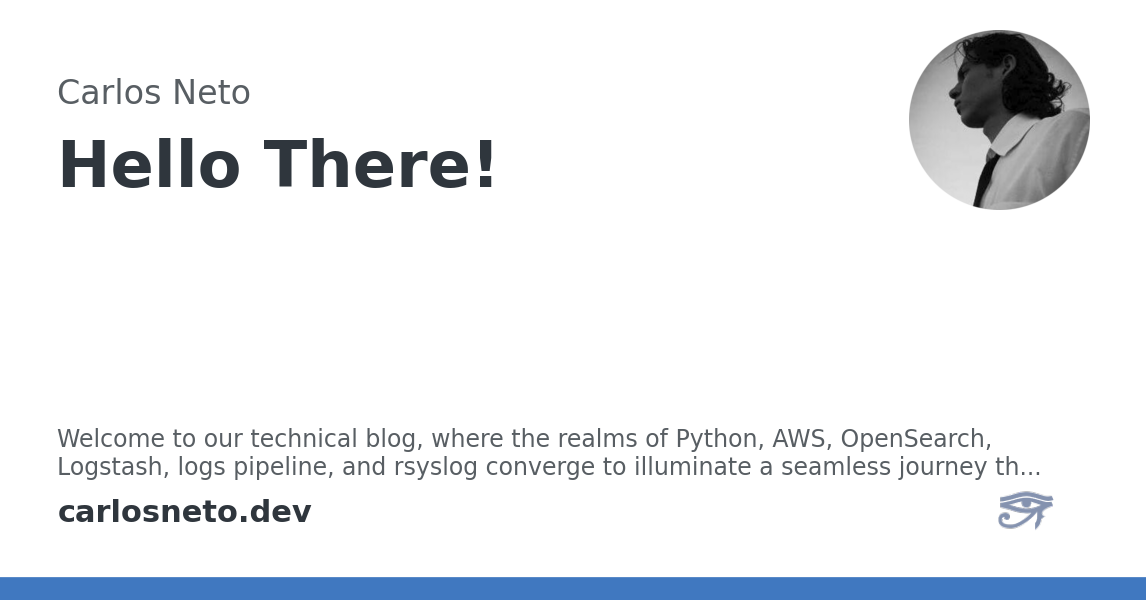 Carlos Neto
Hello There!
Welcome to our technical blog, where the realms of Python, AWS, OpenSearch,
Logstash, logs pipeline, and rsyslog converge to illuminate a seamless journey th...
carlosneto.dev